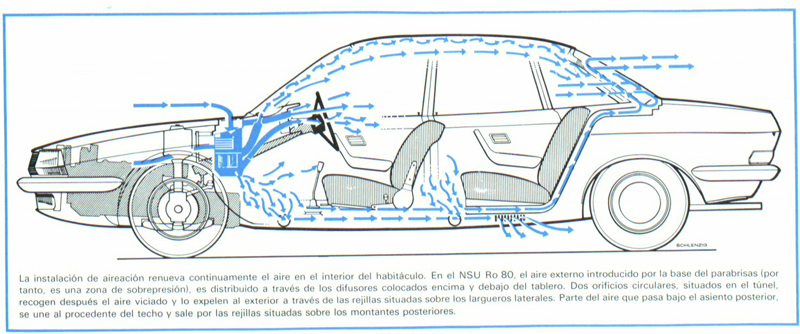 SCHLENZIG
La instalación de aireación renueva continuamente el aire en el interior del habitáculo. En el NSU Ro 80, el aire externo introducido por la base del parabrisas (por
tanto, es una zona de sobrepresión), es distribuido a través de los difusores colocados encima y debajo del tablero. Dos orificios circulares, situados en el túnel,
recogen después el aire viciado y lo expelen al exterior a través de las rejillas situadas sobre los largueros laterales. Parte del aire que pasa bajo el asiento posterior,
se une al procedente del techo y sale por las rejillas situadas sobre los montantes posteriores.